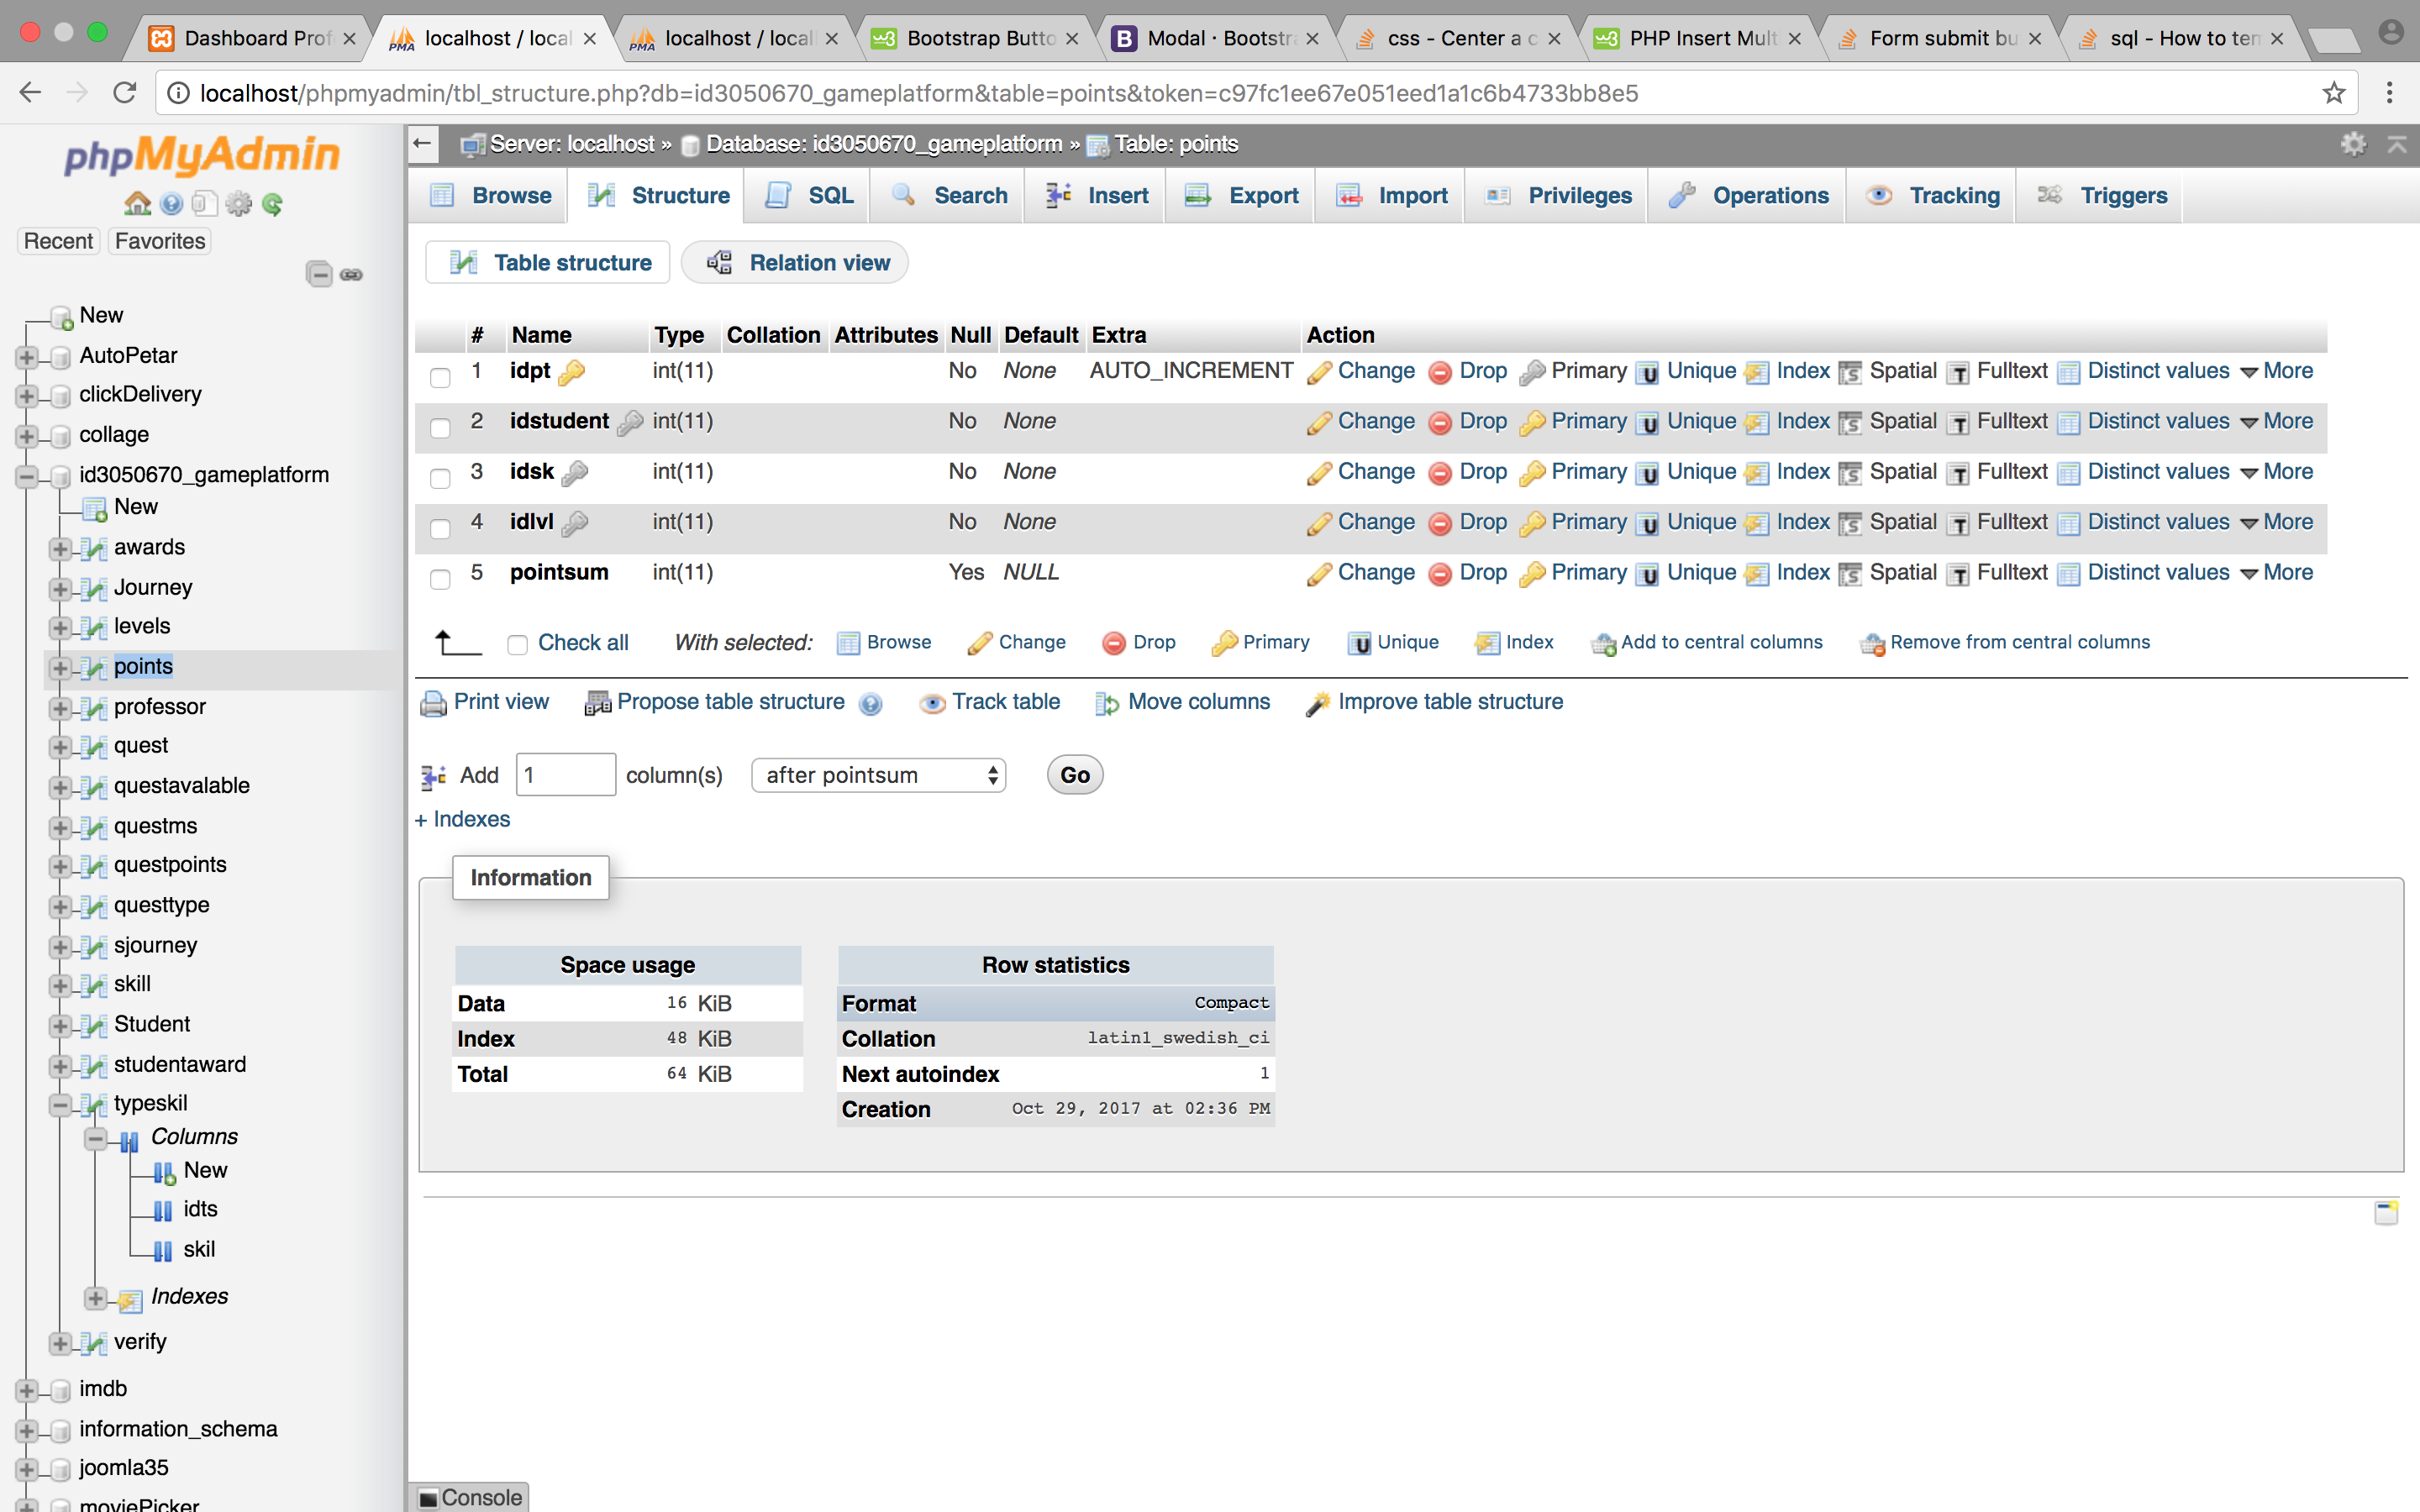 Dashboard Prof
localhost / local
localhost / local
Bootstrap Butto
Modal · Bootstr
css - Center a c
PHP Insert Mult
Form submit bu
sql - How to ten
localhost/phpmyadmin/tbl_structure.php?db=id3050670_gameplatform&table=points&token=c97fc1ee67e051eed1a1c6b4733bb8e5
phpMyAdmin
Recent Favorites
New
AutoPetar
clickDelivery
collage
id3050670_gameplatform
New
awards
Journey
levels
points
professor
quest
questavalable
questms
questpoints
questtype
sjourney
skill
Student
studentaward
typeskil
Columns
New
idts
skil
Indexes
verify
imdb
information_schema
joomla35
moviePicker
Server: localhost » Database: id3050670_gameplatform » Table: points
Browse Structure SQL Search Insert Export Import Privileges Operations Tracking Triggers
Table structure Relation view
# Name Type Collation Attributes Null Default Extra Action
1 idpt int(11) No None AUTO_INCREMENT Change Drop Primary Unique Index Spatial Fulltext Distinct values More
2 idstudent int(11) No None Change Drop Primary Unique Index Spatial Fulltext Distinct values More
3 idsk int(11) No None Change Drop Primary Unique Index Spatial Fulltext Distinct values More
4 idlvl int(11) No None Change Drop Primary Unique Index Spatial Fulltext Distinct values More
5 pointsum int(11) Yes NULL Change Drop Primary Unique Index Spatial Fulltext Distinct values More
Check all With selected: Browse Change Drop Primary Unique Index Add to central columns Remove from central columns
Print view Propose table structure Track table Move columns Improve table structure
Add 1 column(s) after pointsum Go
+ Indexes
Information
Space usage
Data 16 KiB
Index 48 KiB
Total 64 KiB
Row statistics
Format Compact
Collation latin1_swedish_ci
Next autoindex 1
Creation Oct 29, 2017 at 02:36 PM
Console